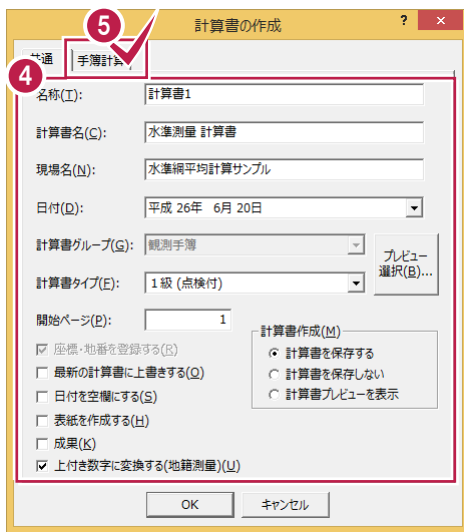 計算書の作成
? ×
5
4
共通 手簿計算
名称(T): 計算書1
計算書名(C): 水準測量 計算書
現場名(N): 水準網平均計算サンプル
日付(D): 平成 26年 6月 20日
計算書グループ(G): 観測手簿
プレビュー
選択(B)...
計算書タイプ(F): 1級 (点検付)
開始ページ(P): 1
計算書作成(M)
座標・地番を登録する(R)
計算書を保存する
最新の計算書に上書きする(O)
計算書を保存しない
日付を空欄にする(S)
計算書プレビューを表示
表紙を作成する(H)
成果(K)
上付き数字に変換する(地籍測量)(U)
OK キャンセル